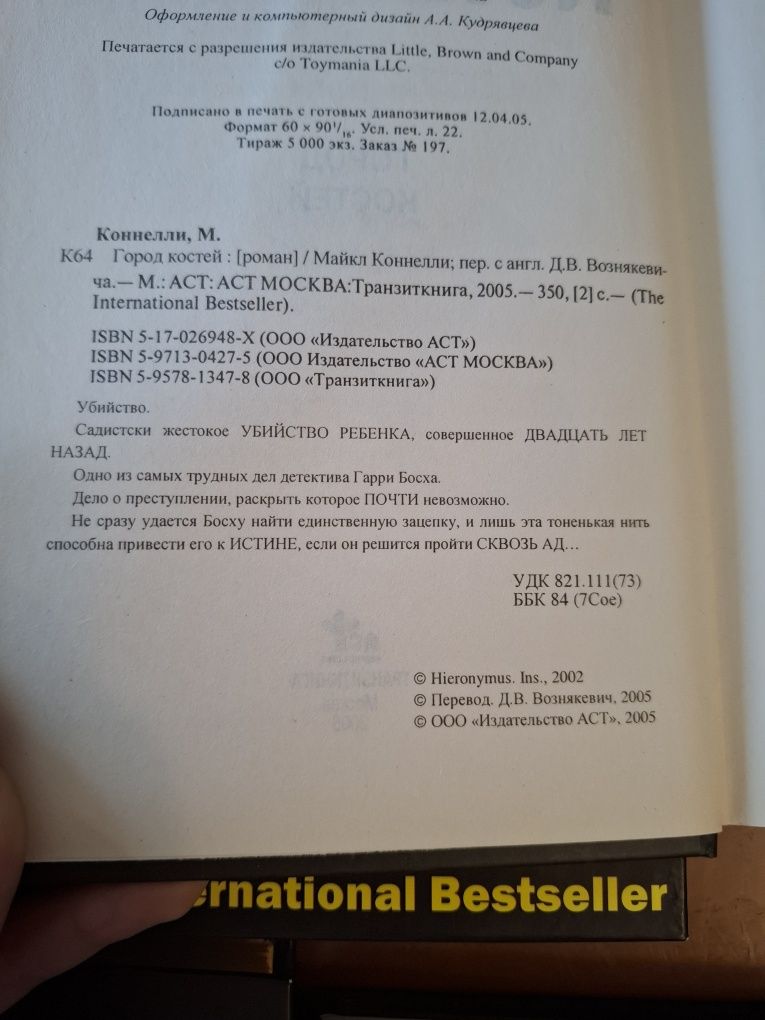 Оформление и компьютерный дизайн А.А. Кудрявцева
Печатается с разрешения издательства Little, Brown and Company
c/o Toymania LLC.
Подписано в печать с готовых диапозитивов 12.04.05.
Формат 60 × 90¹/₁₆. Усл. печ. л. 22.
Тираж 5 000 экз. Заказ № 197.
Коннелли, М.
К64 Город костей : [роман] / Майкл Коннелли; пер. с англ. Д.В. Вознякеви-
ча.— М.: АСТ: АСТ МОСКВА:Транзиткнига, 2005.— 350, [2] с.— (The
International Bestseller).
ISBN 5-17-026948-X (ООО «Издательство АСТ»)
ISBN 5-9713-0427-5 (ООО Издательство «АСТ МОСКВА»)
ISBN 5-9578-1347-8 (ООО «Транзиткнига»)
Убийство.
Садистски жестокое УБИЙСТВО РЕБЕНКА, совершенное ДВАДЦАТЬ ЛЕТ
НАЗАД.
Одно из самых трудных дел детектива Гарри Босха.
Дело о преступлении, раскрыть которое ПОЧТИ невозможно.
Не сразу удается Босху найти единственную зацепку, и лишь эта тоненькая нить
способна привести его к ИСТИНЕ, если он решится пройти СКВОЗЬ АД...
УДК 821.111(73)
ББК 84 (7Сое)
© Hieronymus. Ins., 2002
© Перевод. Д.В. Вознякевич, 2005
© ООО «Издательство АСТ», 2005
ernational Bestseller